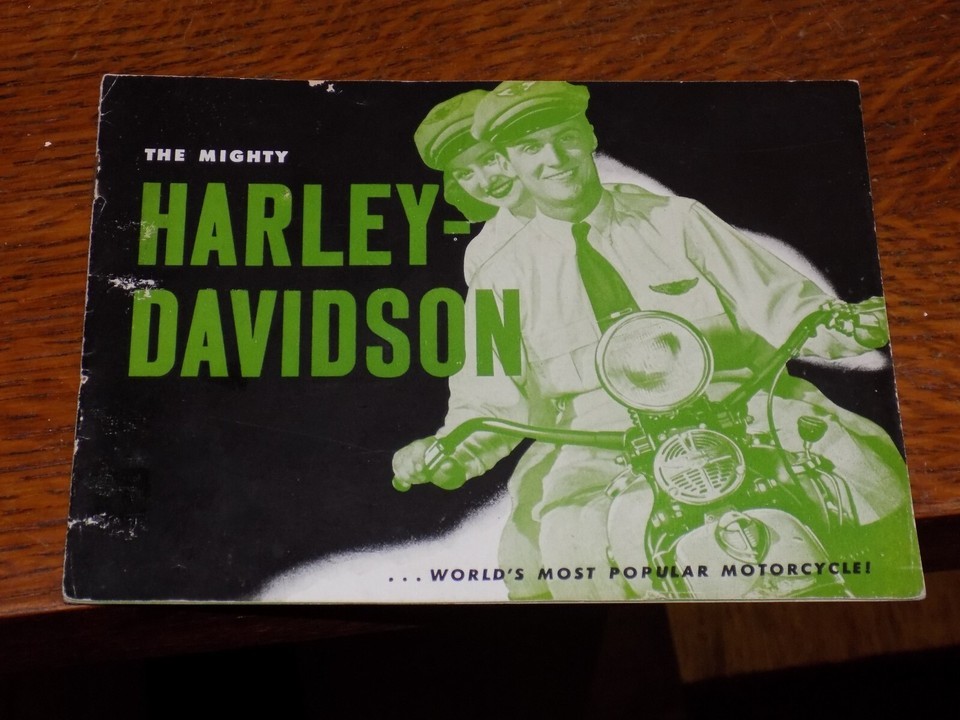 THE MIGHTY
HARLEY-
DAVIDSON
...WORLD'S MOST POPULAR MOTORCYCLE!